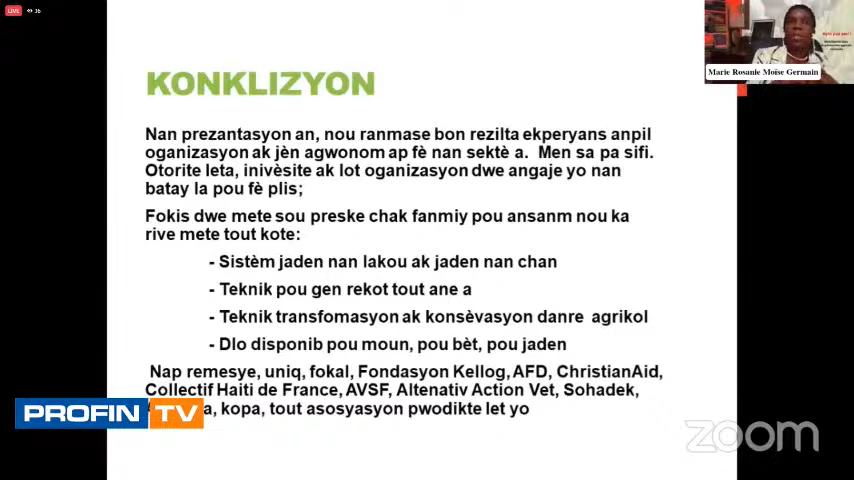 LIVE
36
Marie Rosanie Moïse Germain
KONKLIZYON
Nan prezantasyon an, nou ranmase bon rezilta ekperyans anpil
oganizasyon ak jèn agwonom ap fè nan sektè a. Men sa pa sifi.
Otorite leta, inivèsite ak lot oganizasyon dwe angaje yo nan
batay la pou fè plis;
Fokis dwe mete sou preske chak fanmiy pou ansanm nou ka
rive mete tout kote:
- Sistèm jaden nan lakou ak jaden nan chan
- Teknik pou gen rekot tout ane a
- Teknik transfomasyon ak konsèvasyon danre agrikol
- Dlo disponib pou moun, pou bèt, pou jaden
Nap remesye, uniq, fokal, Fondasyon Kellog, AFD, ChristianAid,
Collectif Haiti de France, AVSF, Altenativ Action Vet, Sohadek,
kopa, tout asosyasyon pwodikte let yo
PROFIN TV
zoom